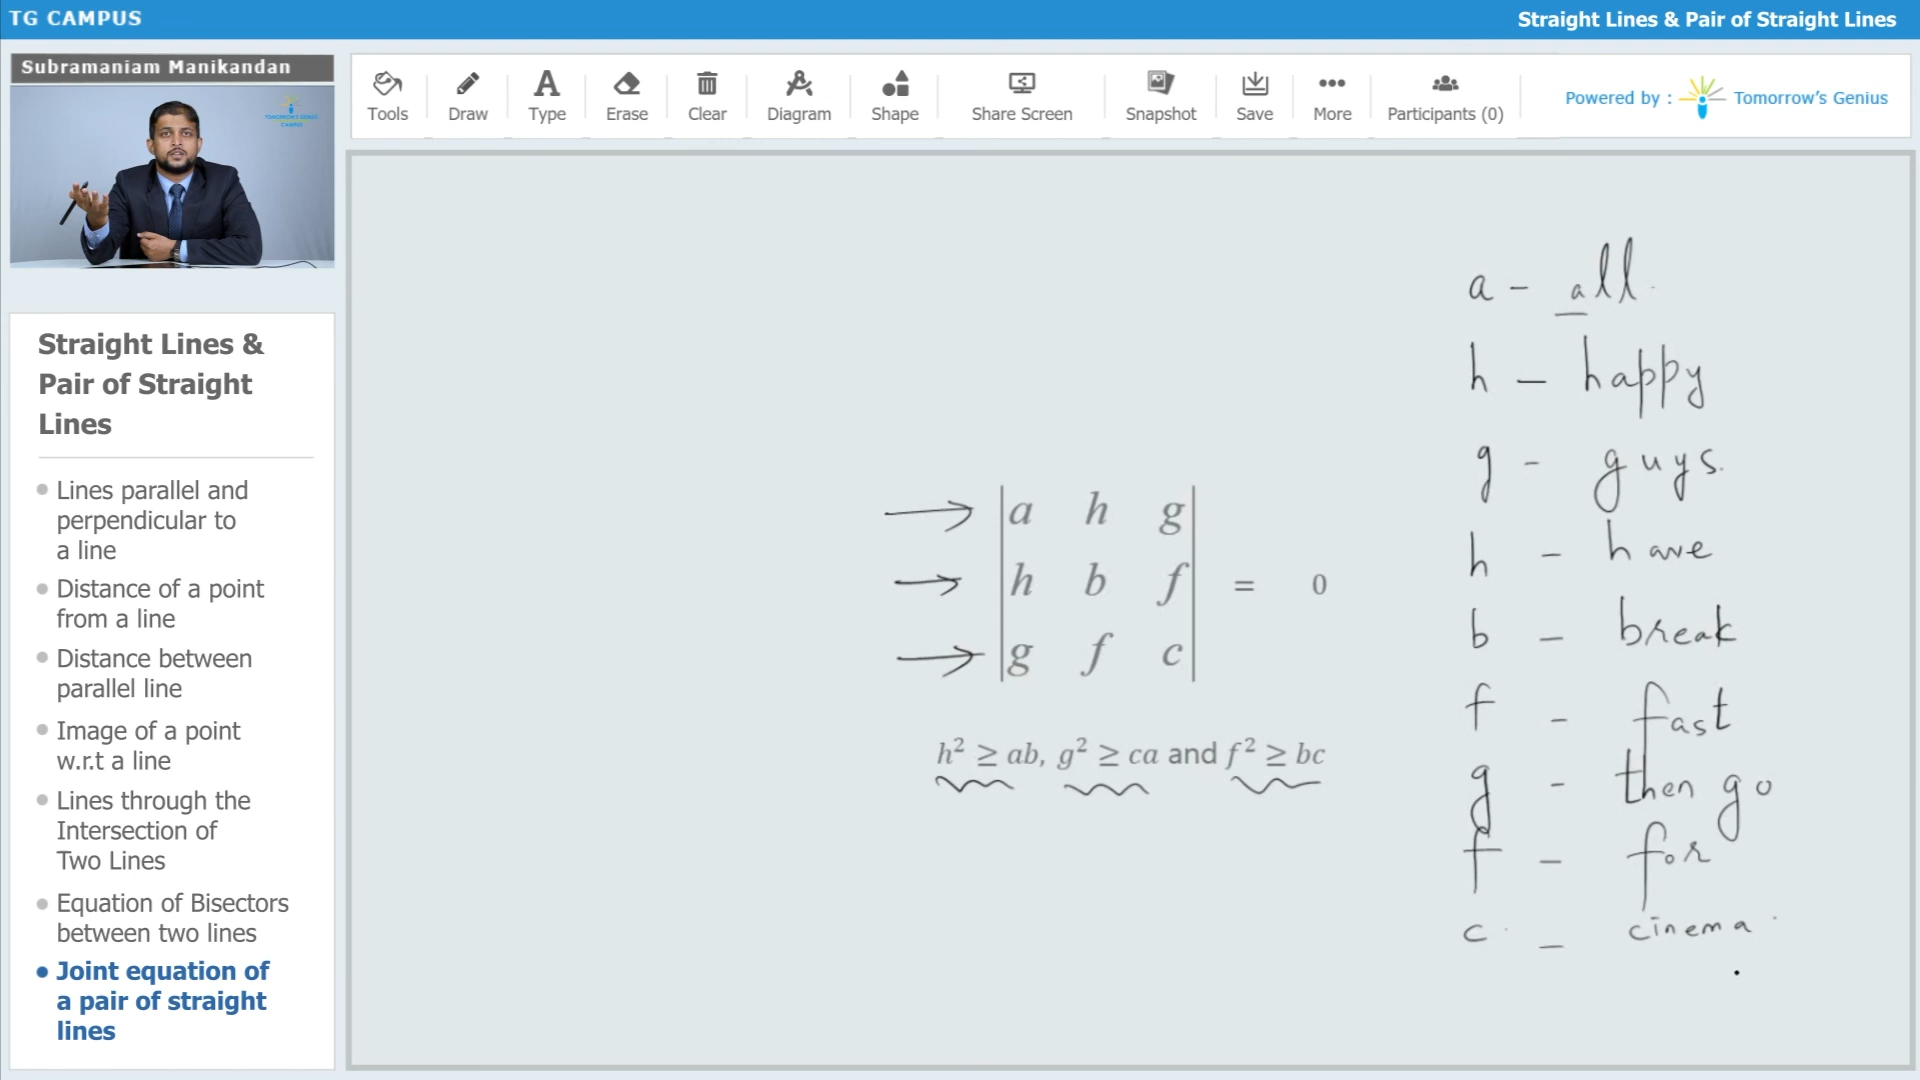 TG CAMPUS
Straight Lines & Pair of Straight Lines
Subramaniam Manikandan
TOMORROW'S GENIUS
CAMPUS
Tools
Draw
Type
Erase
Clear
Diagram
Shape
Share Screen
Snapshot
Save
More
Participants (0)
Powered by :
Tomorrow's Genius
Straight Lines &
Pair of Straight
Lines
Lines parallel and
perpendicular to
a line
Distance of a point
from a line
Distance between
parallel line
Image of a point
w.r.t a line
Lines through the
Intersection of
Two Lines
Equation of Bisectors
between two lines
Joint equation of
a pair of straight
lines
a h g
h b f = 0
g f c
h² ≥ ab, g² ≥ ca and f² ≥ bc
a - all.
h - happy
g - guys.
h - have
b - break
f - fast
g - then go
f - for
c - cinema